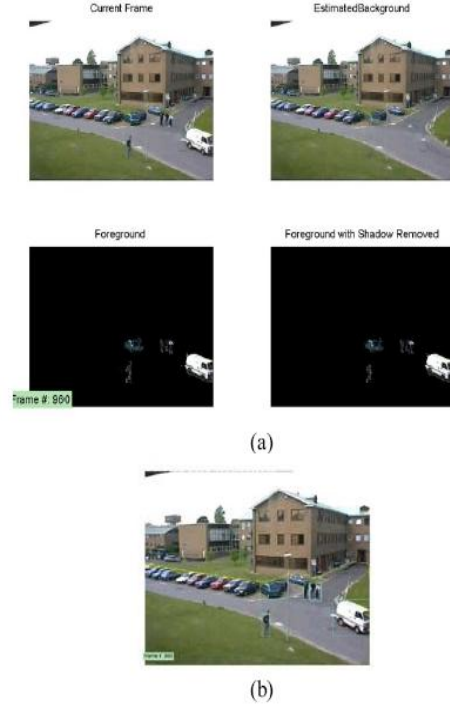 Current Frame
EstimatedBackground
Foreground
Foreground with Shadow Removed
Frame #: 960
(a)
(b)